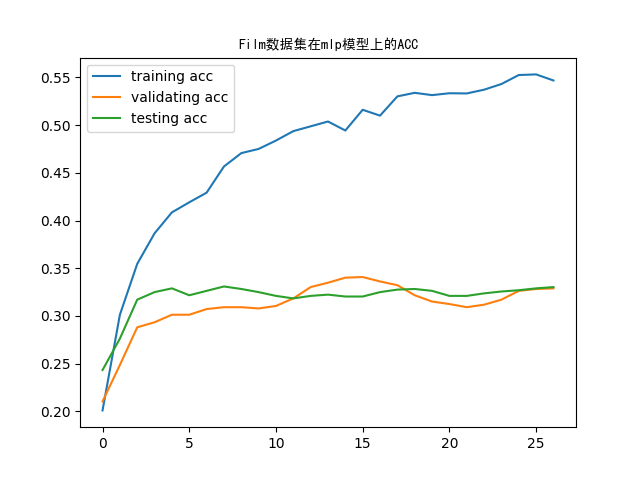 Film数据集在mlp模型上的ACC
training acc
validating acc
testing acc
0.55
0.50
0.45
0.40
0.35
0.30
0.25
0.20
0 5 10 15 20 25